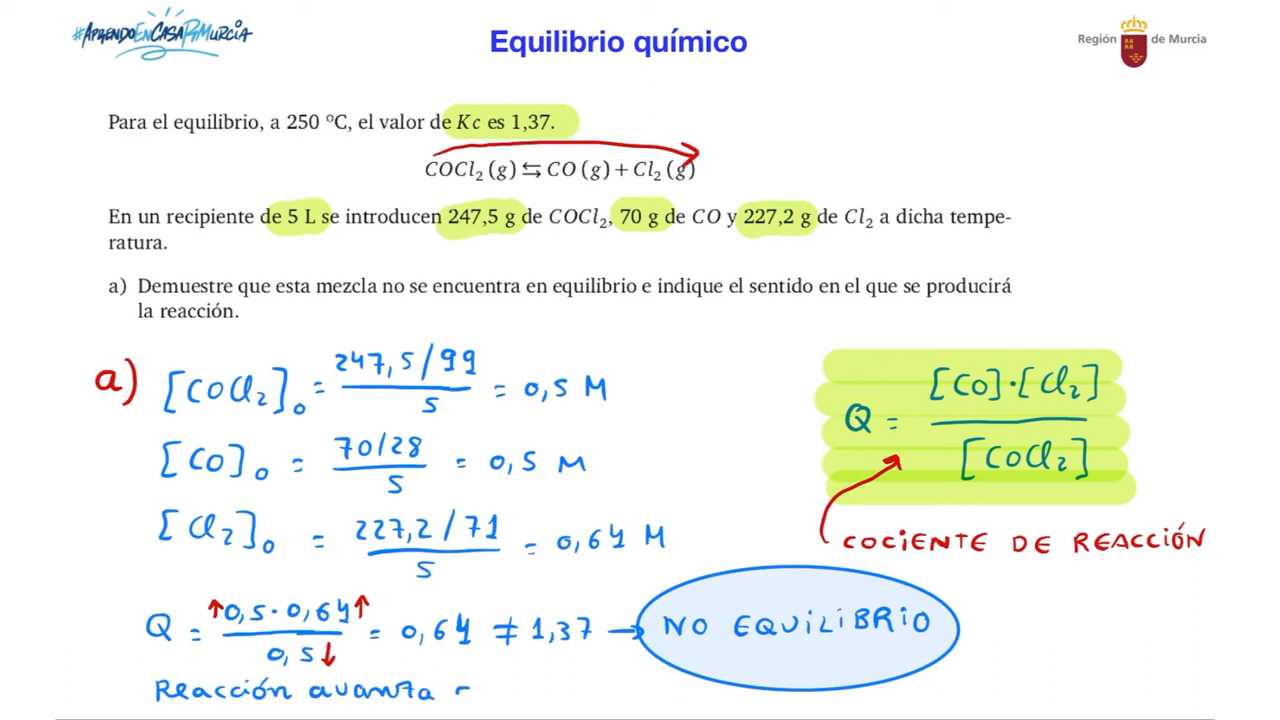 #APRENDOENCASARMURCIA
Equilibrio químico
Región de Murcia
Para el equilibrio, a 250 ºC, el valor de Kc es 1,37.
COCl₂ (g) ⇆ CO (g) + Cl₂ (g)
En un recipiente de 5 L se introducen 247,5 g de COCl₂, 70 g de CO y 227,2 g de Cl₂ a dicha tempe-
ratura.
a) Demuestre que esta mezcla no se encuentra en equilibrio e indique el sentido en el que se producirá
la reacción.
a) [COCl₂]₀ = (247,5/99)/5 = 0,5 M
[CO]₀ = (70/28)/5 = 0,5 M
[Cl₂]₀ = (227,2/71)/5 = 0,64 M
Q = [CO]·[Cl₂] / [COCl₂]
COCIENTE DE REACCIÓN
Q = ↑0,5·0,64↑ / 0,5↓ = 0,64 ≠ 1,37 → NO EQUILIBRIO
Reacción avanza